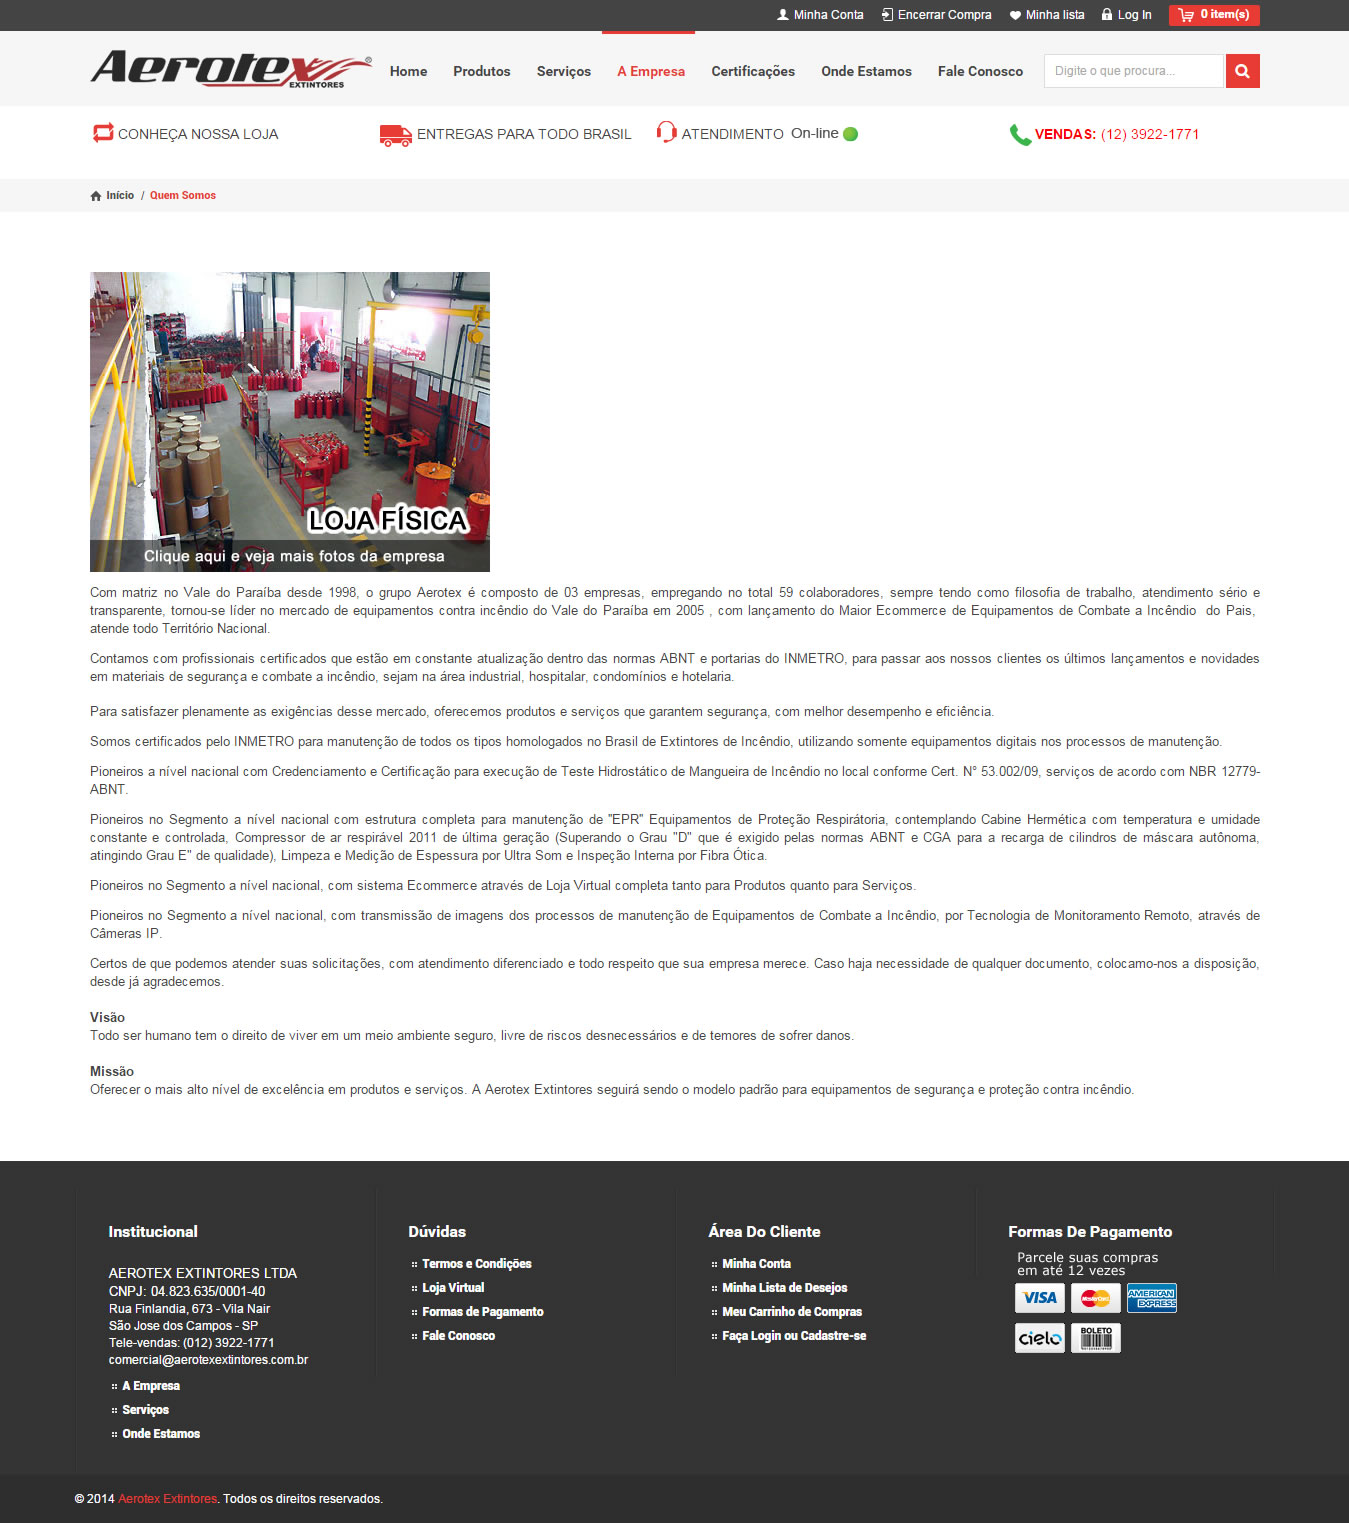 Minha Conta Encerrar Compra Minha lista Log In 0 item(s)
Aerotex®
EXTINTORES
Home Produtos Serviços A Empresa Certificações Onde Estamos Fale Conosco Digite o que procura...
CONHEÇA NOSSA LOJA ENTREGAS PARA TODO BRASIL ATENDIMENTO On-line VENDAS: (12) 3922-1771
Início / Quem Somos
LOJA FÍSICA
Clique aqui e veja mais fotos da empresa
Com matriz no Vale do Paraíba desde 1998, o grupo Aerotex é composto de 03 empresas, empregando no total 59 colaboradores, sempre tendo como filosofia de trabalho, atendimento sério e
transparente, tornou-se líder no mercado de equipamentos contra incêndio do Vale do Paraíba em 2005 , com lançamento do Maior Ecommerce de Equipamentos de Combate a Incêndio do Pais,
atende todo Território Nacional.
Contamos com profissionais certificados que estão em constante atualização dentro das normas ABNT e portarias do INMETRO, para passar aos nossos clientes os últimos lançamentos e novidades
em materiais de segurança e combate a incêndio, sejam na área industrial, hospitalar, condomínios e hotelaria.
Para satisfazer plenamente as exigências desse mercado, oferecemos produtos e serviços que garantem segurança, com melhor desempenho e eficiência.
Somos certificados pelo INMETRO para manutenção de todos os tipos homologados no Brasil de Extintores de Incêndio, utilizando somente equipamentos digitais nos processos de manutenção.
Pioneiros a nível nacional com Credenciamento e Certificação para execução de Teste Hidrostático de Mangueira de Incêndio no local conforme Cert. N° 53.002/09, serviços de acordo com NBR 12779-
ABNT.
Pioneiros no Segmento a nível nacional com estrutura completa para manutenção de "EPR" Equipamentos de Proteção Respirátoria, contemplando Cabine Hermética com temperatura e umidade
constante e controlada, Compressor de ar respirável 2011 de última geração (Superando o Grau "D" que é exigido pelas normas ABNT e CGA para a recarga de cilindros de máscara autônoma,
atingindo Grau E" de qualidade), Limpeza e Medição de Espessura por Ultra Som e Inspeção Interna por Fibra Ótica.
Pioneiros no Segmento a nível nacional, com sistema Ecommerce através de Loja Virtual completa tanto para Produtos quanto para Serviços.
Pioneiros no Segmento a nível nacional, com transmissão de imagens dos processos de manutenção de Equipamentos de Combate a Incêndio, por Tecnologia de Monitoramento Remoto, através de
Câmeras IP.
Certos de que podemos atender suas solicitações, com atendimento diferenciado e todo respeito que sua empresa merece. Caso haja necessidade de qualquer documento, colocamo-nos a disposição,
desde já agradecemos.
Visão
Todo ser humano tem o direito de viver em um meio ambiente seguro, livre de riscos desnecessários e de temores de sofrer danos.
Missão
Oferecer o mais alto nível de excelência em produtos e serviços. A Aerotex Extintores seguirá sendo o modelo padrão para equipamentos de segurança e proteção contra incêndio.
Institucional
AEROTEX EXTINTORES LTDA
CNPJ: 04.823.635/0001-40
Rua Finlandia, 673 - Vila Nair
São Jose dos Campos - SP
Tele-vendas: (012) 3922-1771
comercial@aerotexextintores.com.br
A Empresa
Serviços
Onde Estamos
Dúvidas
Termos e Condições
Loja Virtual
Formas de Pagamento
Fale Conosco
Área Do Cliente
Minha Conta
Minha Lista de Desejos
Meu Carrinho de Compras
Faça Login ou Cadastre-se
Formas De Pagamento
Parcele suas compras
em até 12 vezes
VISA MasterCard AMERICAN EXPRESS
cielo BOLETO
© 2014 Aerotex Extintores. Todos os direitos reservados.